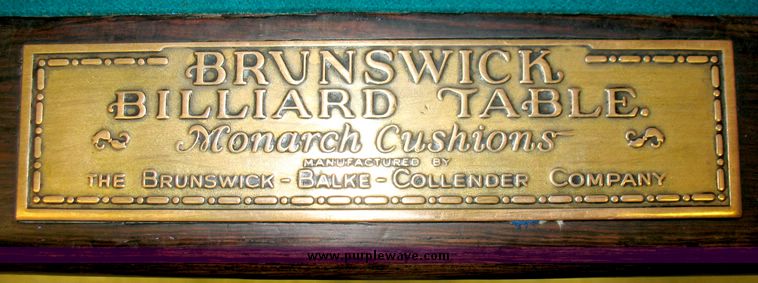 BRUNSWICK
BILLIARD TABLE.
Monarch Cushions
MANUFACTURED BY
THE BRUNSWICK - BALKE - COLLENDER COMPANY
www.purplewave.com